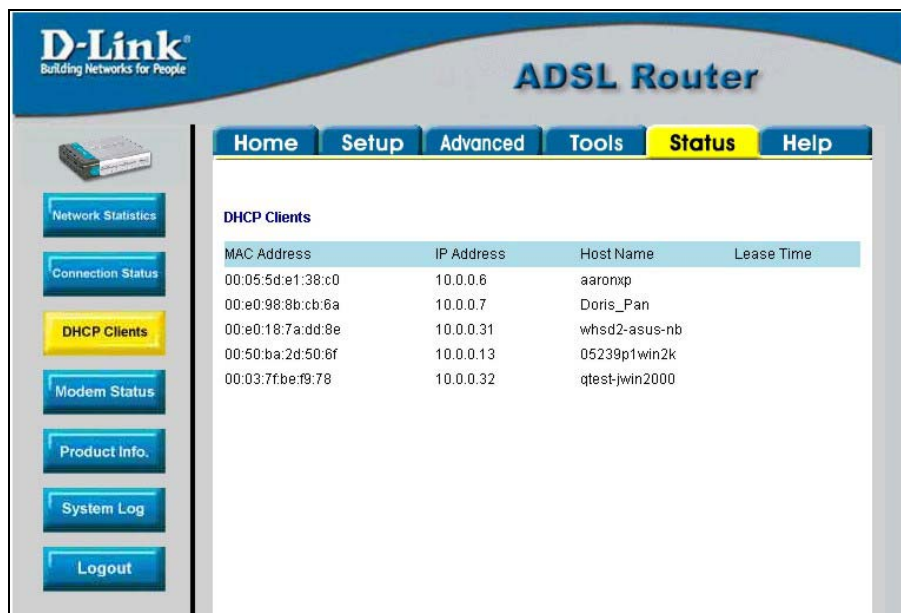 D-Link®
Building Networks for People
ADSL Router
Home Setup Advanced Tools Status Help
Network Statistics
Connection Status
DHCP Clients
Modem Status
Product Info.
System Log
Logout
DHCP Clients
MAC Address IP Address Host Name Lease Time
00:05:5d:e1:38:c0 10.0.0.6 aaronxp
00:e0:98:8b:cb:6a 10.0.0.7 Doris_Pan
00:e0:18:7a:dd:8e 10.0.0.31 whsd2-asus-nb
00:50:ba:2d:50:6f 10.0.0.13 05239p1win2k
00:03:7f:be:f9:78 10.0.0.32 qtest-jwin2000